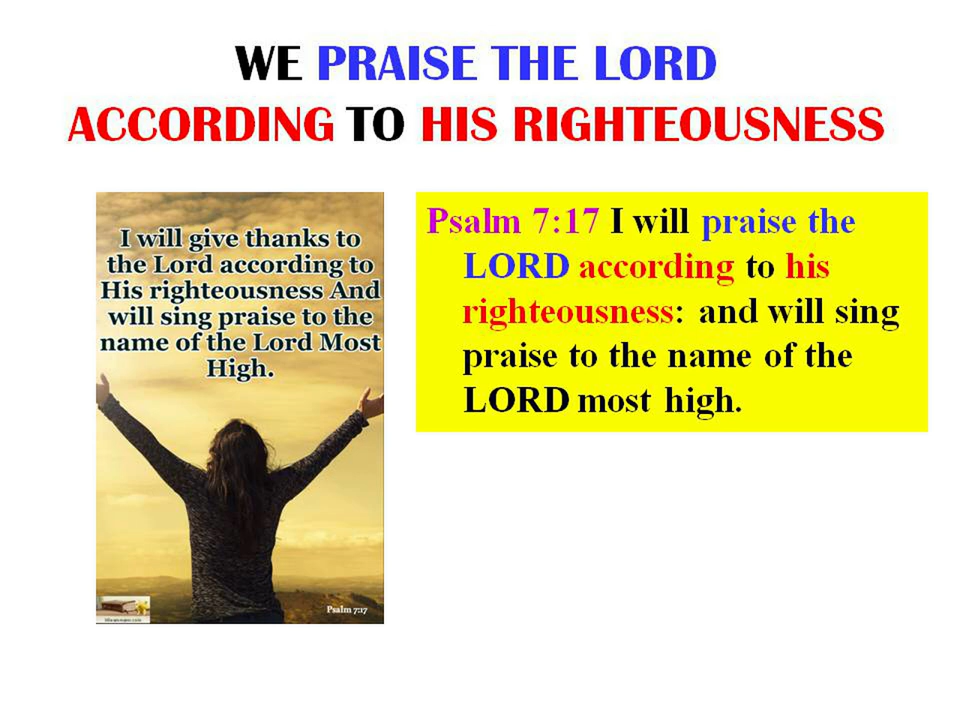 WE PRAISE THE LORD
ACCORDING TO HIS RIGHTEOUSNESS
I will give thanks to
the Lord according to
His righteousness And
will sing praise to the
name of the Lord Most
High.
Psalm 7:17
Psalm 7:17 I will praise the
LORD according to his
righteousness: and will sing
praise to the name of the
LORD most high.